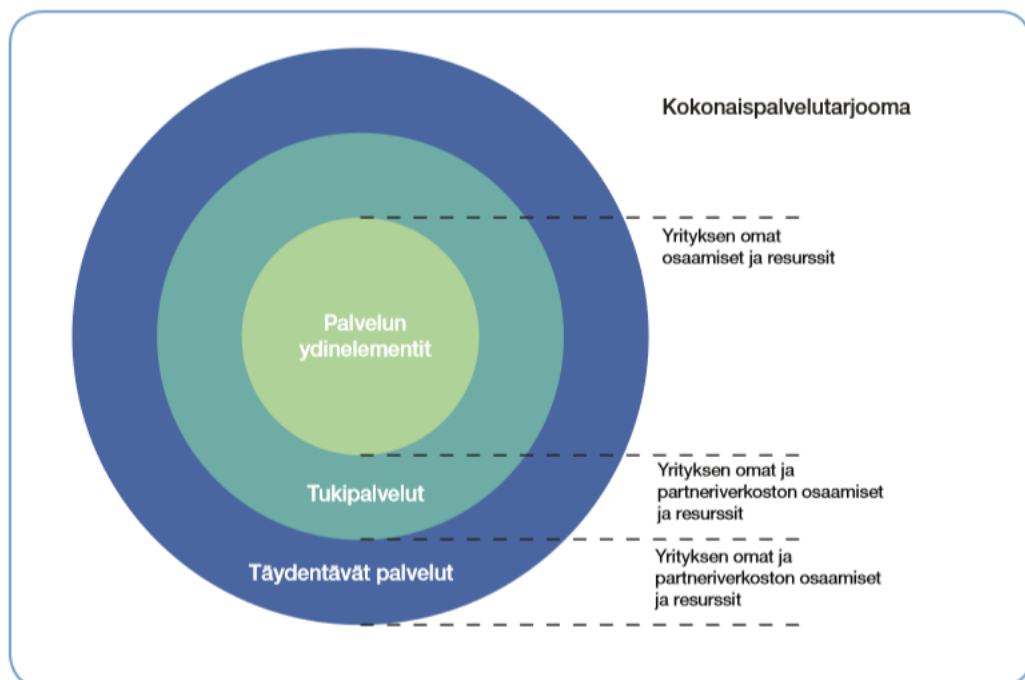 Kokonaispalvelutarjooma
Yrityksen omat
osaamiset ja resurssit
Palvelun
ydinelementit
Yrityksen omat ja
partneriverkoston osaamiset
ja resurssit
Tukipalvelut
Yrityksen omat ja
partneriverkoston osaamiset
ja resurssit
Täydentävät palvelut